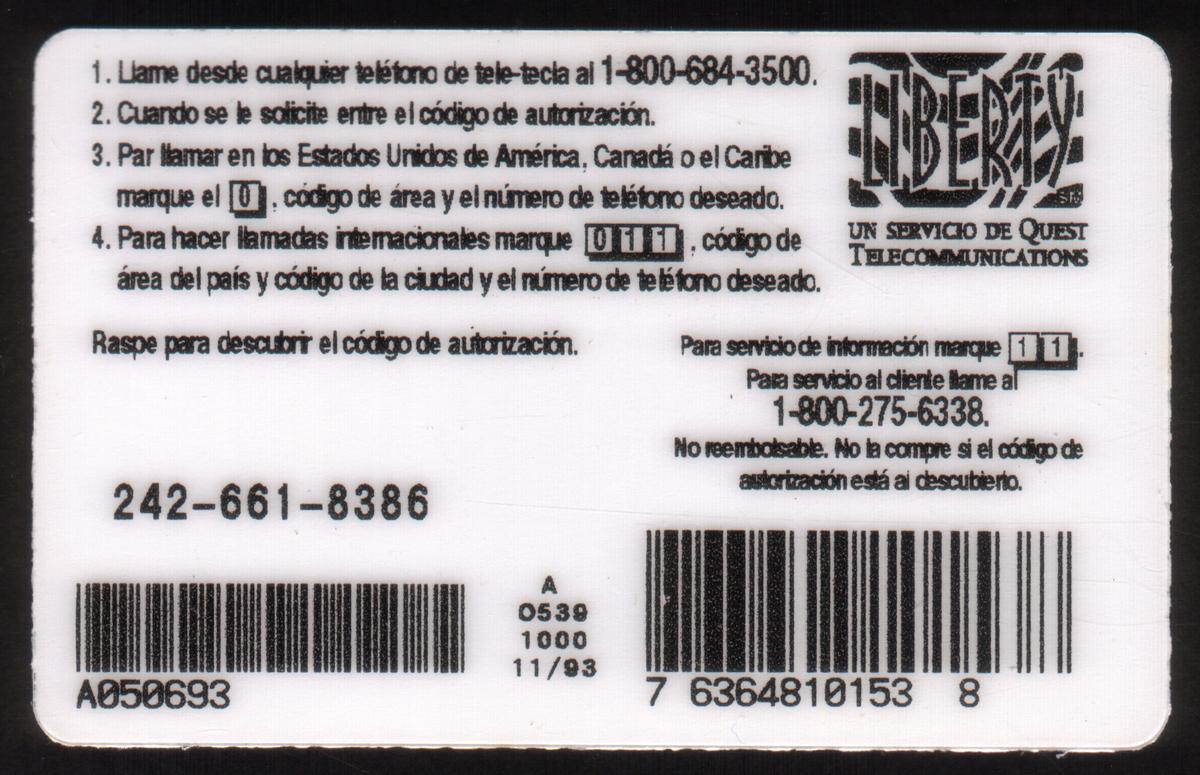 1. Llame desde cualquier teléfono de tele-tecla al 1-800-684-3500.
2. Cuando se le solicite entre el código de autorización.
3. Par llamar en los Estados Unidos de América, Canadá o el Caribe
marque el 0 , código de área y el número de teléfono deseado.
4. Para hacer llamadas internacionales marque 011 , código de
área del país y código de la ciudad y el número de teléfono deseado.
LIBERTY
SM
UN SERVICIO DE QUEST
TELECOMMUNICATIONS
Raspe para descubrir el código de autorización.
Para servicio de información marque 11.
Para servicio al cliente llame al
1-800-275-6338.
No reembolsable. No la compre si el código de
autorización está al descubierto.
242-661-8386
A
0539
1000
11/93
A050693
7 6364810153 8